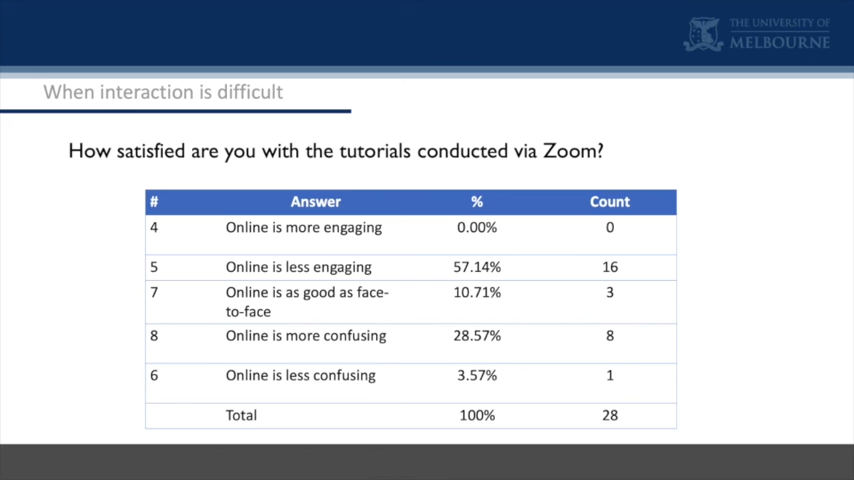 THE UNIVERSITY OF
MELBOURNE
When interaction is difficult
How satisfied are you with the tutorials conducted via Zoom?
# Answer % Count
4 Online is more engaging 0.00% 0
5 Online is less engaging 57.14% 16
7 Online is as good as face- 10.71% 3
to-face
8 Online is more confusing 28.57% 8
6 Online is less confusing 3.57% 1
Total 100% 28